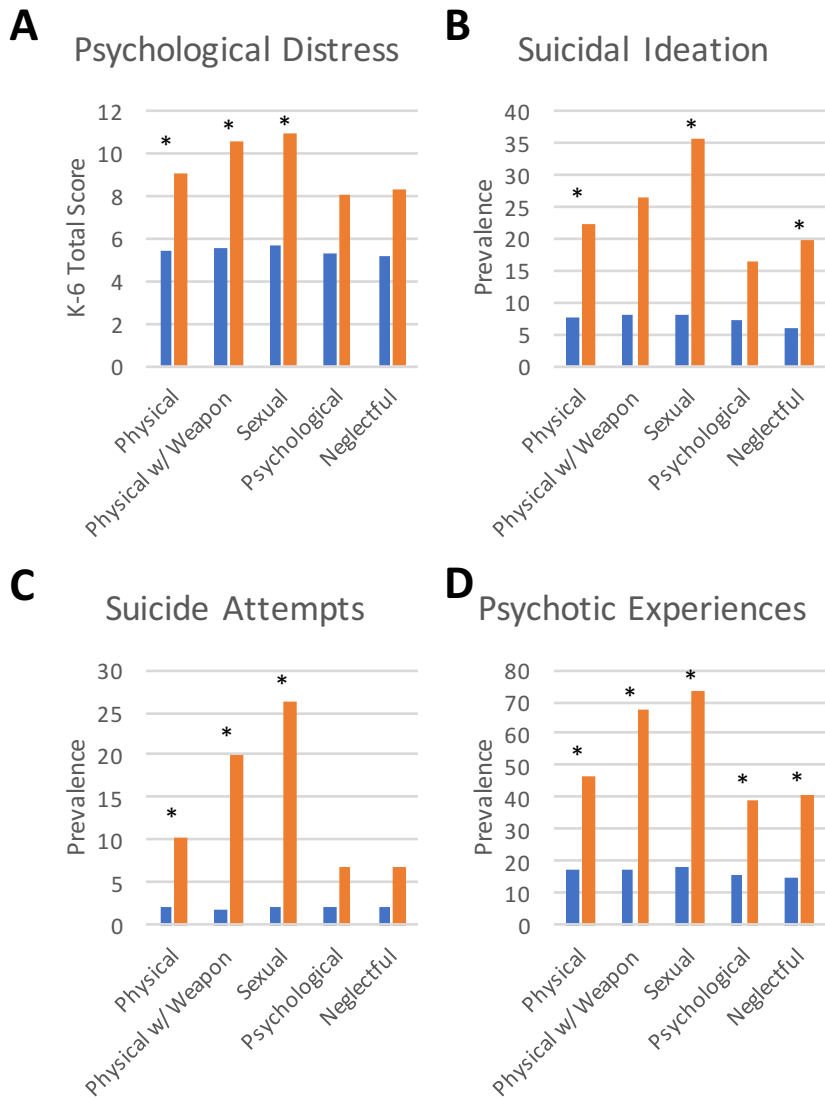 A
Psychological Distress
K-6 Total Score
12
*
*
*
10
8
6
4
2
0
Physical
Physical w/ Weapon
Sexual
Psychological
Neglectful
B
Suicidal Ideation
Prevalence
40
35
30
25
20
15
10
5
0
*
*
*
Physical
Physical w/ Weapon
Sexual
Psychological
Neglectful
C
Suicide Attempts
Prevalence
30
25
20
15
10
5
0
*
*
*
Physical
Physical w/ Weapon
Sexual
Psychological
Neglectful
D
Psychotic Experiences
Prevalence
80
70
60
50
40
30
20
10
0
*
*
*
*
*
Physical
Physical w/ Weapon
Sexual
Psychological
Neglectful